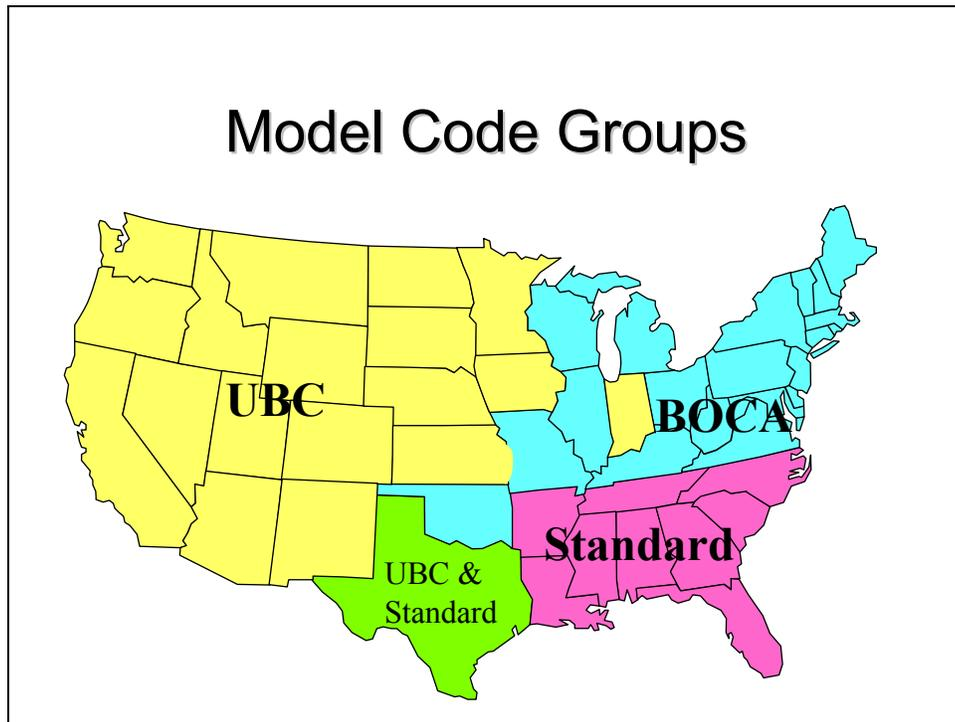 Model Code Groups
UBC
BOCA
Standard
UBC &
Standard